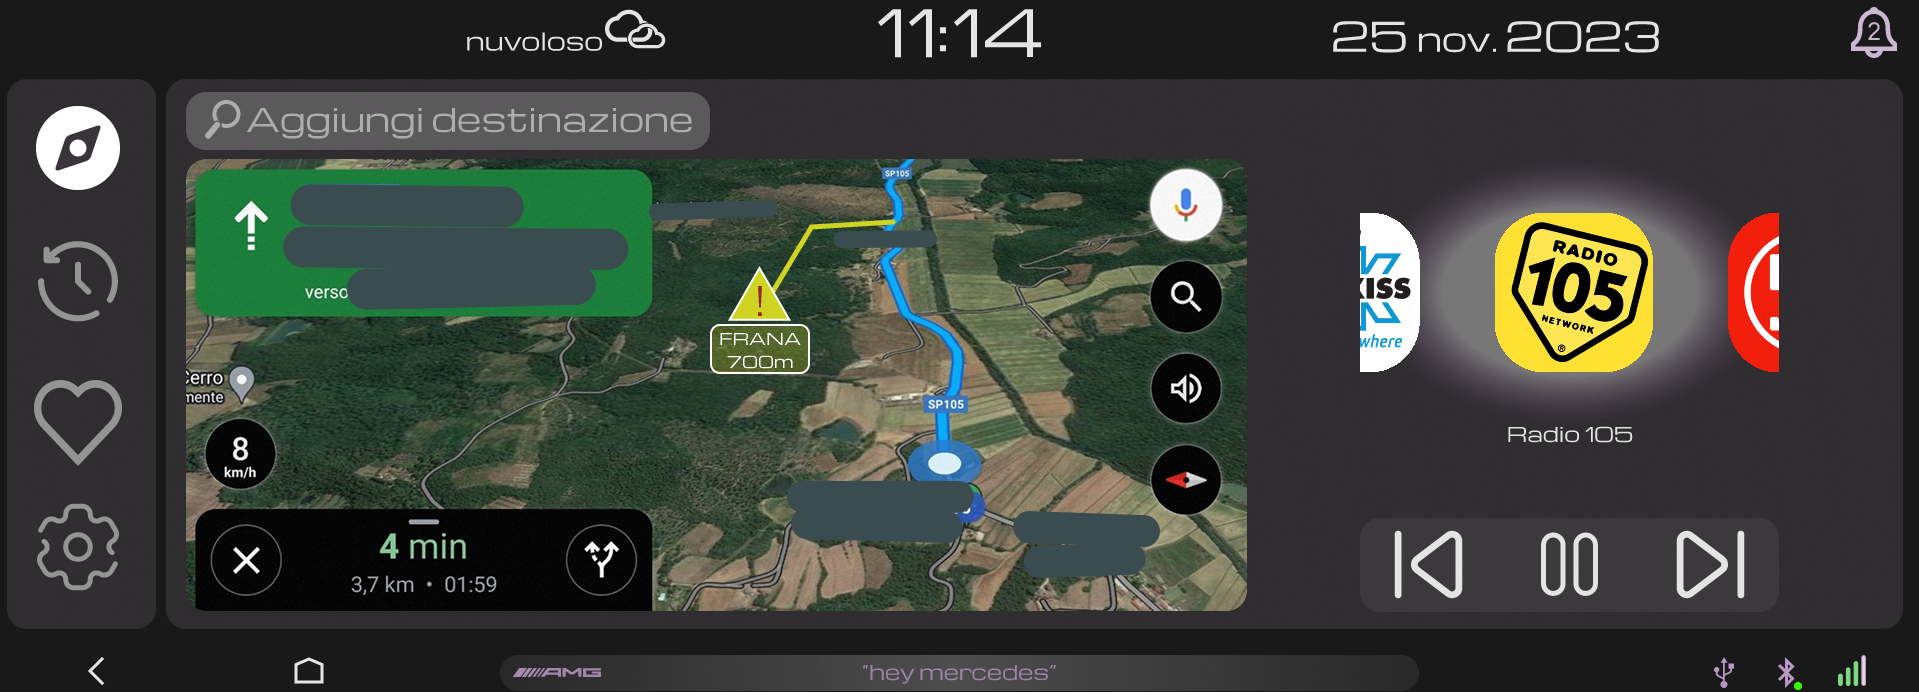 nuvoloso
11:14
25 nov. 2023
2
Aggiungi destinazione
verso
SP105
FRANA
700m
Cerro
mente
SP105
8
km/h
4 min
3,7 km • 01:59
KISS
where
RADIO
105
NETWORK
®
Radio 105
AMG
"hey mercedes"